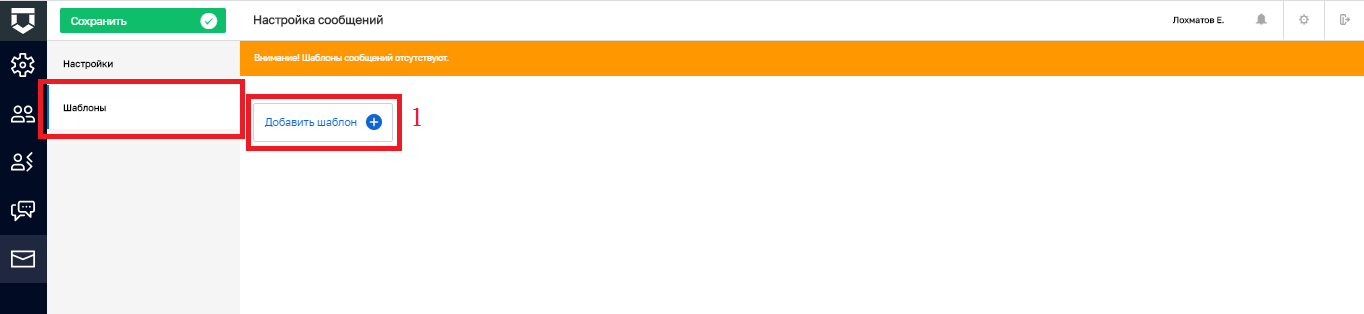 Сохранить
Настройка сообщений
Лохматов Е.
Настройки
Внимание! Шаблоны сообщений отсутствуют.
Шаблоны
Добавить шаблон
1